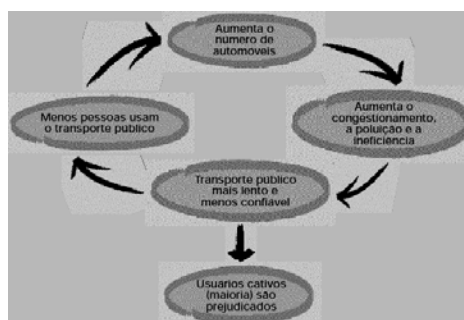 Aumenta o
número de
automóveis
Aumenta o
congestionamento,
a poluição e a
ineficiência
Transporte público
mais lento e
menos confiável
Menos pessoas usam
o transporte público
Usuários cativos
(maioria) são
prejudicados